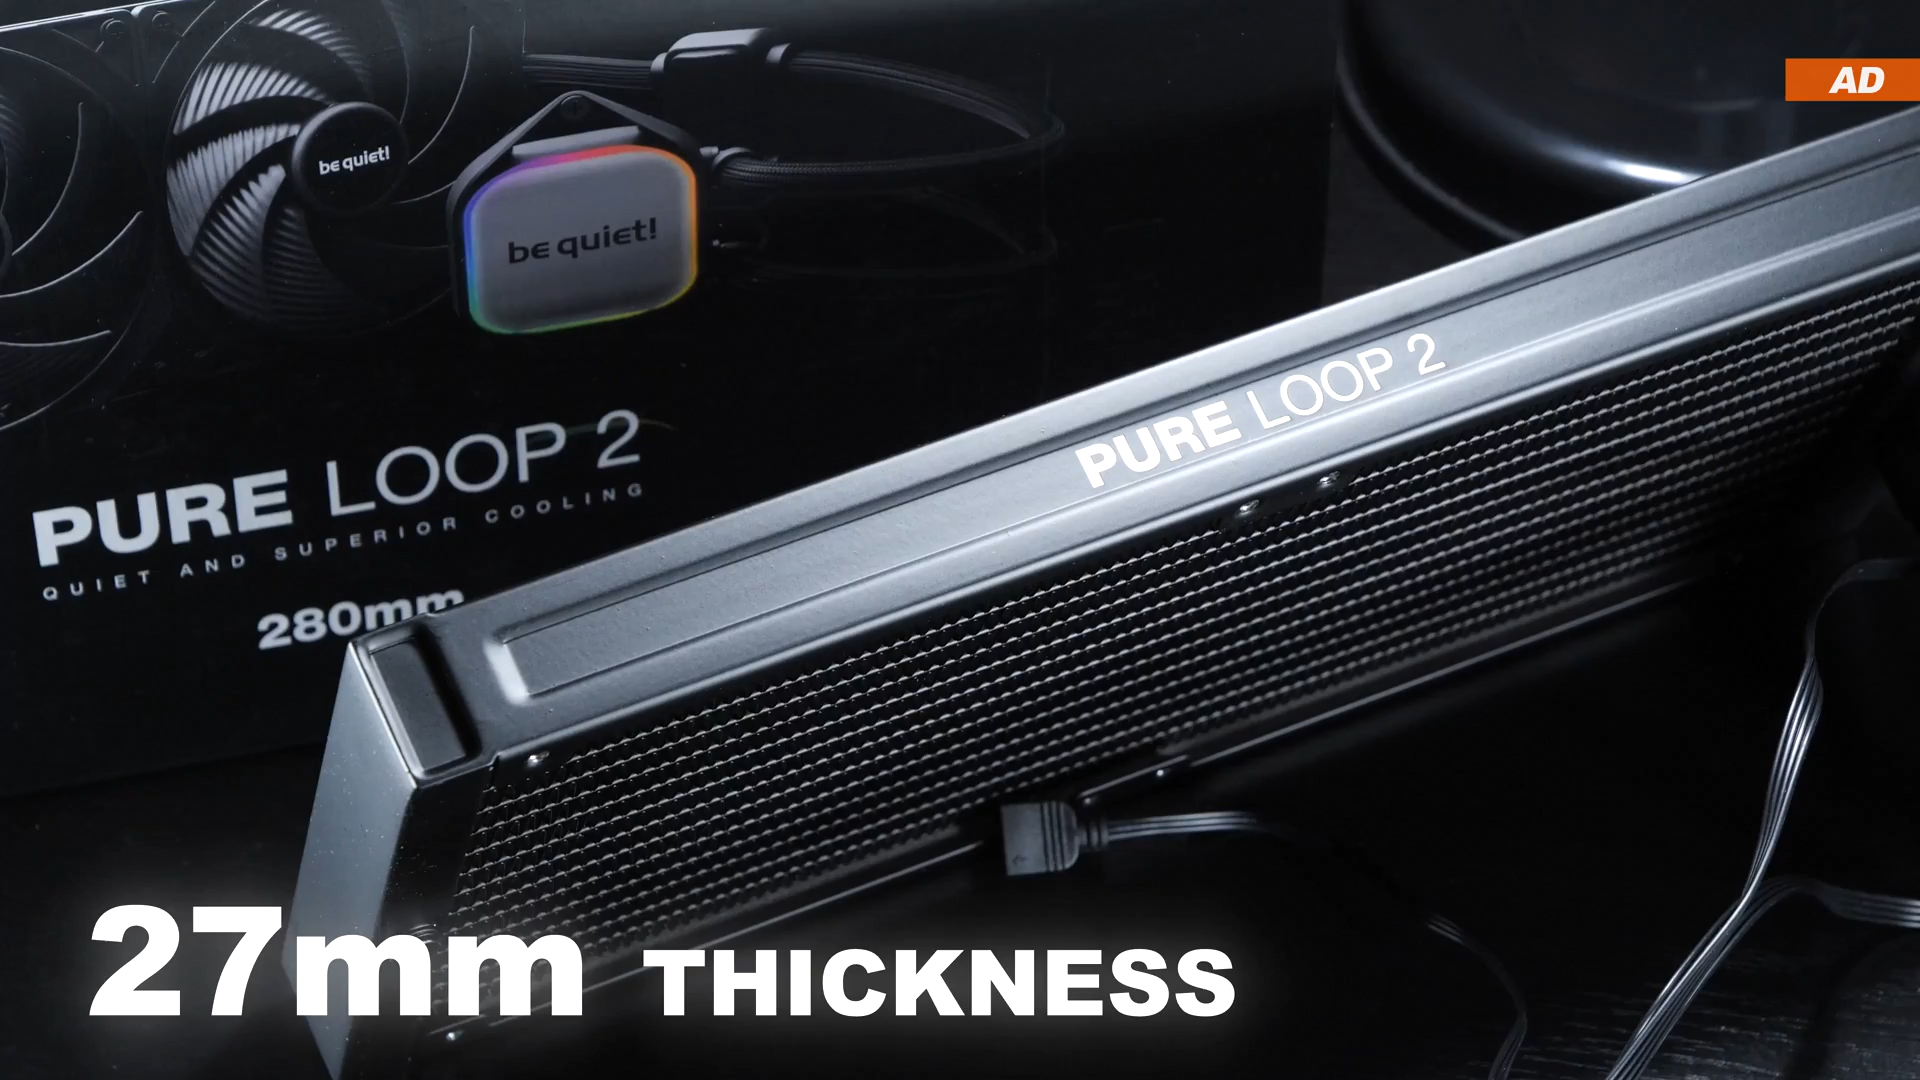 AD
be quiet!
be quiet!
PURE LOOP 2
QUIET AND SUPERIOR COOLING
280mm
PURE LOOP 2
27mm THICKNESS